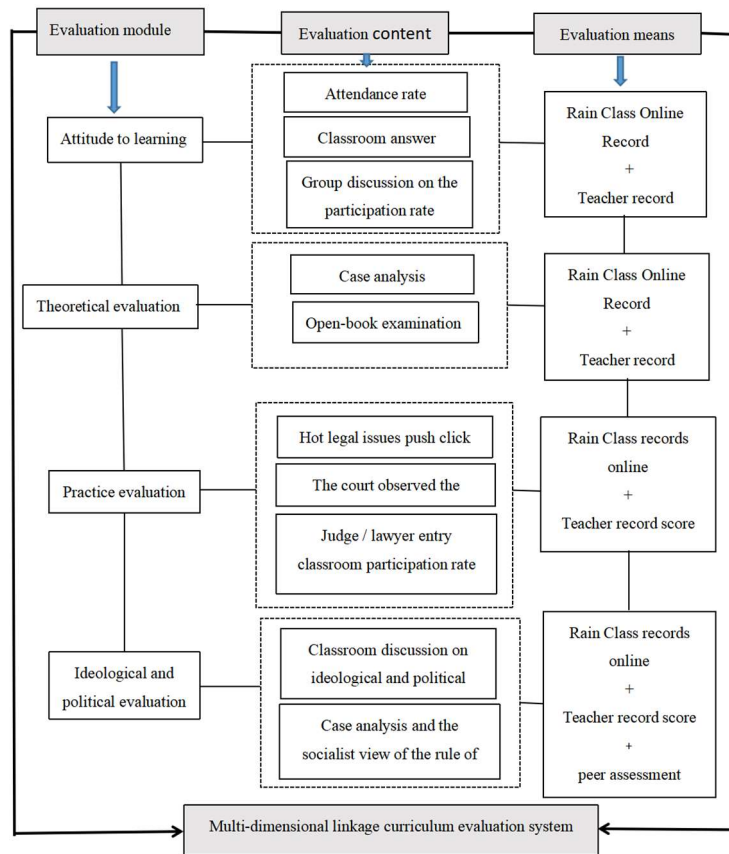 Evaluation module
Evaluation content
Evaluation means
Attitude to learning
Attendance rate
Classroom answer
Group discussion on the
participation rate
Rain Class Online
Record
+
Teacher record
Theoretical evaluation
Case analysis
Open-book examination
Rain Class Online
Record
+
Teacher record
Practice evaluation
Hot legal issues push click
The court observed the
Judge / lawyer entry
classroom participation rate
Rain Class records
online
+
Teacher record score
Ideological and
political evaluation
Classroom discussion on
ideological and political
Case analysis and the
socialist view of the rule of
Rain Class records
online
+
Teacher record score
+
peer assessment
Multi-dimensional linkage curriculum evaluation system